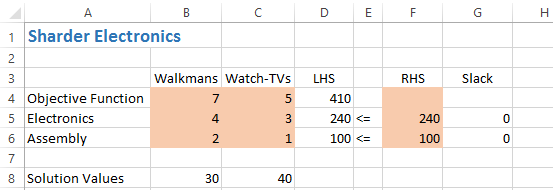 A B C D E F G H
1 Sharder Electronics
2
3 Walkmans Watch-TVs LHS RHS Slack
4 Objective Function 7 5 410
5 Electronics 4 3 240 <= 240 0
6 Assembly 2 1 100 <= 100 0
7
8 Solution Values 30 40